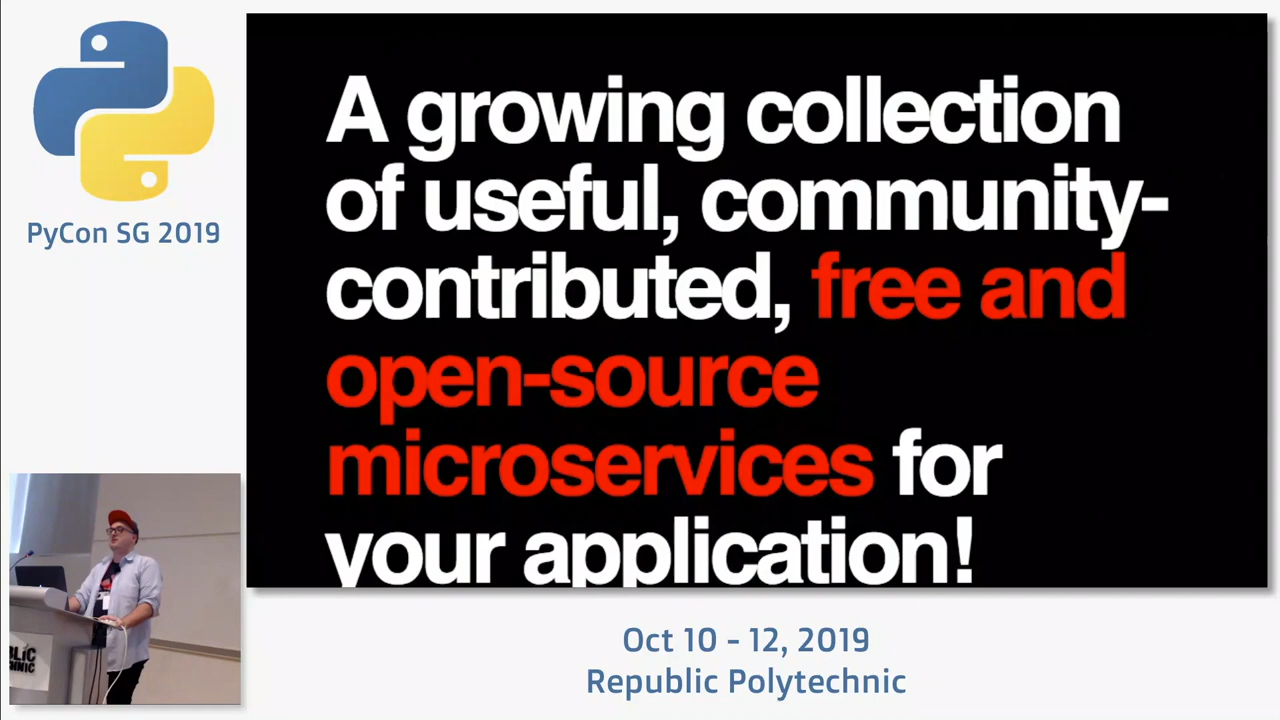 PyCon SG 2019
A growing collection
of useful, community-
contributed, free and
open-source
microservices for
your application!
Oct 10 - 12, 2019
Republic Polytechnic